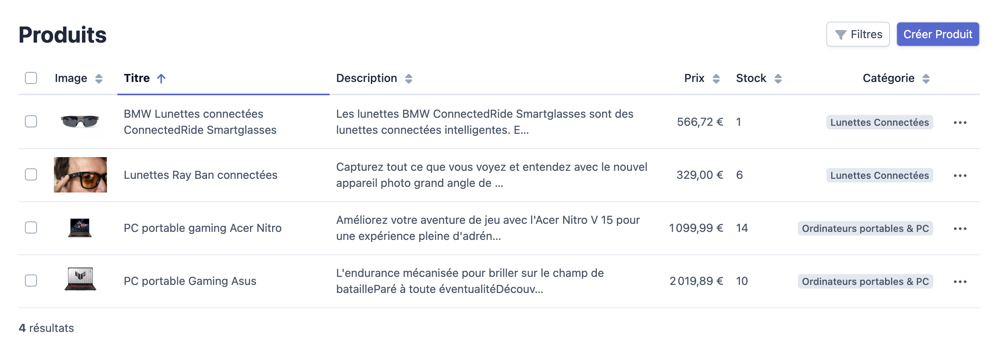 Produits
Filtres
Créer Produit
Image
Titre
Description
Prix
Stock
Catégorie
BMW Lunettes connectées
ConnectedRide Smartglasses
Les lunettes BMW ConnectedRide Smartglasses sont des
lunettes connectées intelligentes. E...
566,72 €
1
Lunettes Connectées
Lunettes Ray Ban connectées
Capturez tout ce que vous voyez et entendez avec le nouvel
appareil photo grand angle de ...
329,00 €
6
Lunettes Connectées
PC portable gaming Acer Nitro
Améliorez votre aventure de jeu avec l'Acer Nitro V 15 pour
une expérience pleine d'adrén...
1 099,99 €
14
Ordinateurs portables & PC
PC portable Gaming Asus
L'endurance mécanisée pour briller sur le champ de
batailleParé à toute éventualitéDécouv...
2 019,89 €
10
Ordinateurs portables & PC
4 résultats